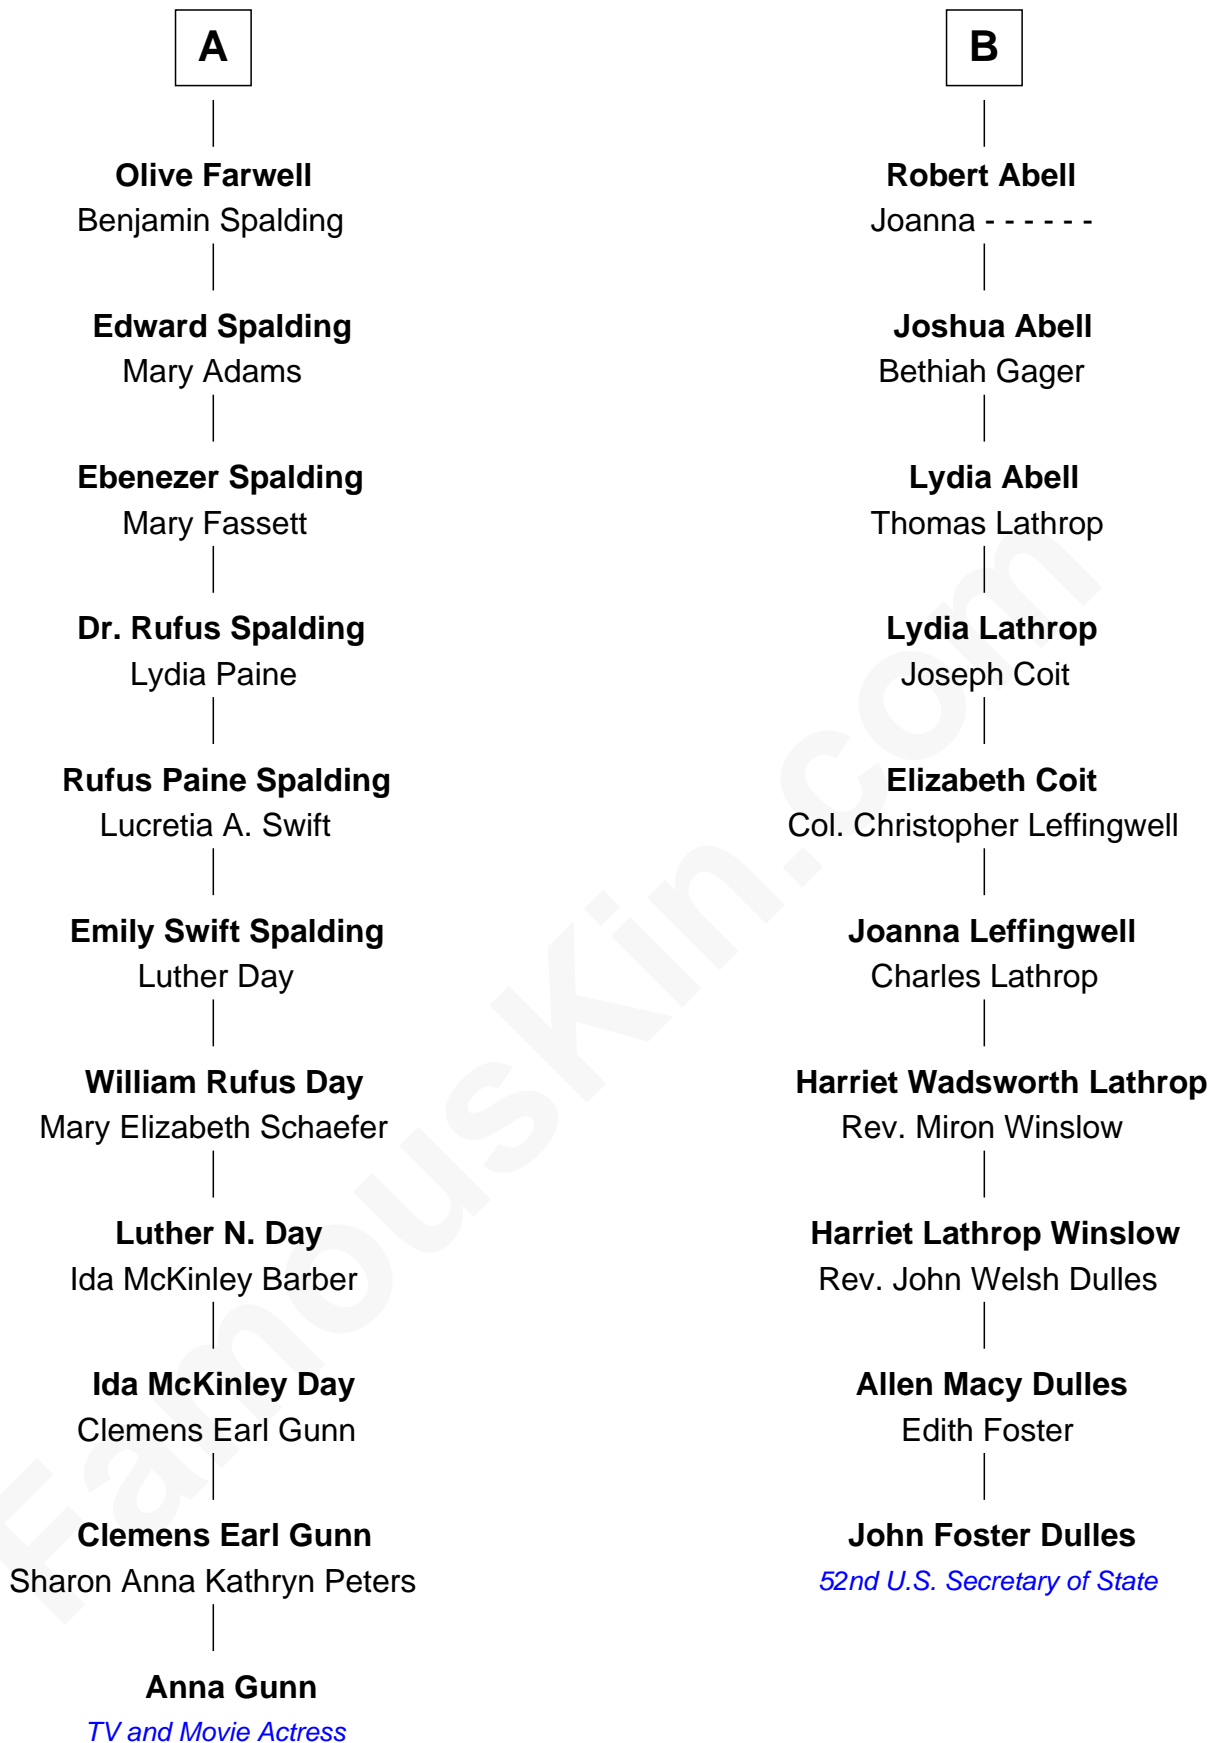 A
Olive Farwell
Benjamin Spalding
Edward Spalding
Mary Adams
Ebenezer Spalding
Mary Fassett
Dr. Rufus Spalding
Lydia Paine
Rufus Paine Spalding
Lucretia A. Swift
Emily Swift Spalding
Luther Day
William Rufus Day
Mary Elizabeth Schaefer
Luther N. Day
Ida McKinley Barber
Ida McKinley Day
Clemens Earl Gunn
Clemens Earl Gunn
Sharon Anna Kathryn Peters
Anna Gunn
TV and Movie Actress
B
Robert Abell
Joanna - - - - - -
Joshua Abell
Bethiah Gager
Lydia Abell
Thomas Lathrop
Lydia Lathrop
Joseph Coit
Elizabeth Coit
Col. Christopher Leffingwell
Joanna Leffingwell
Charles Lathrop
Harriet Wadsworth Lathrop
Rev. Miron Winslow
Harriet Lathrop Winslow
Rev. John Welsh Dulles
Allen Macy Dulles
Edith Foster
John Foster Dulles
52nd U.S. Secretary of State
FamousKin.com